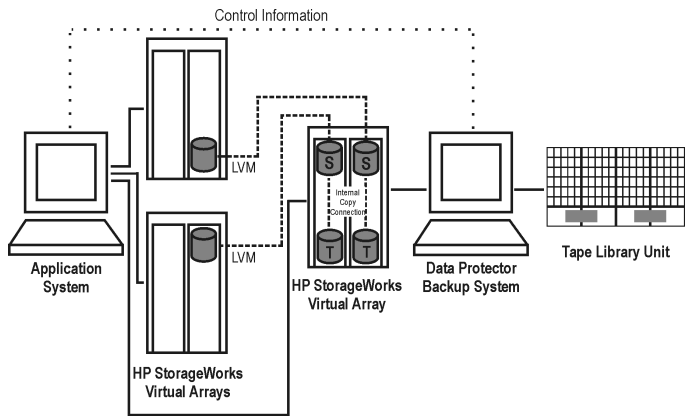 Control Information
LVM
LVM
S
S
Internal
Copy
Connection
T
T
Application
System
HP StorageWorks
Virtual Arrays
HP StorageWorks
Virtual Array
Data Protector
Backup System
Tape Library Unit